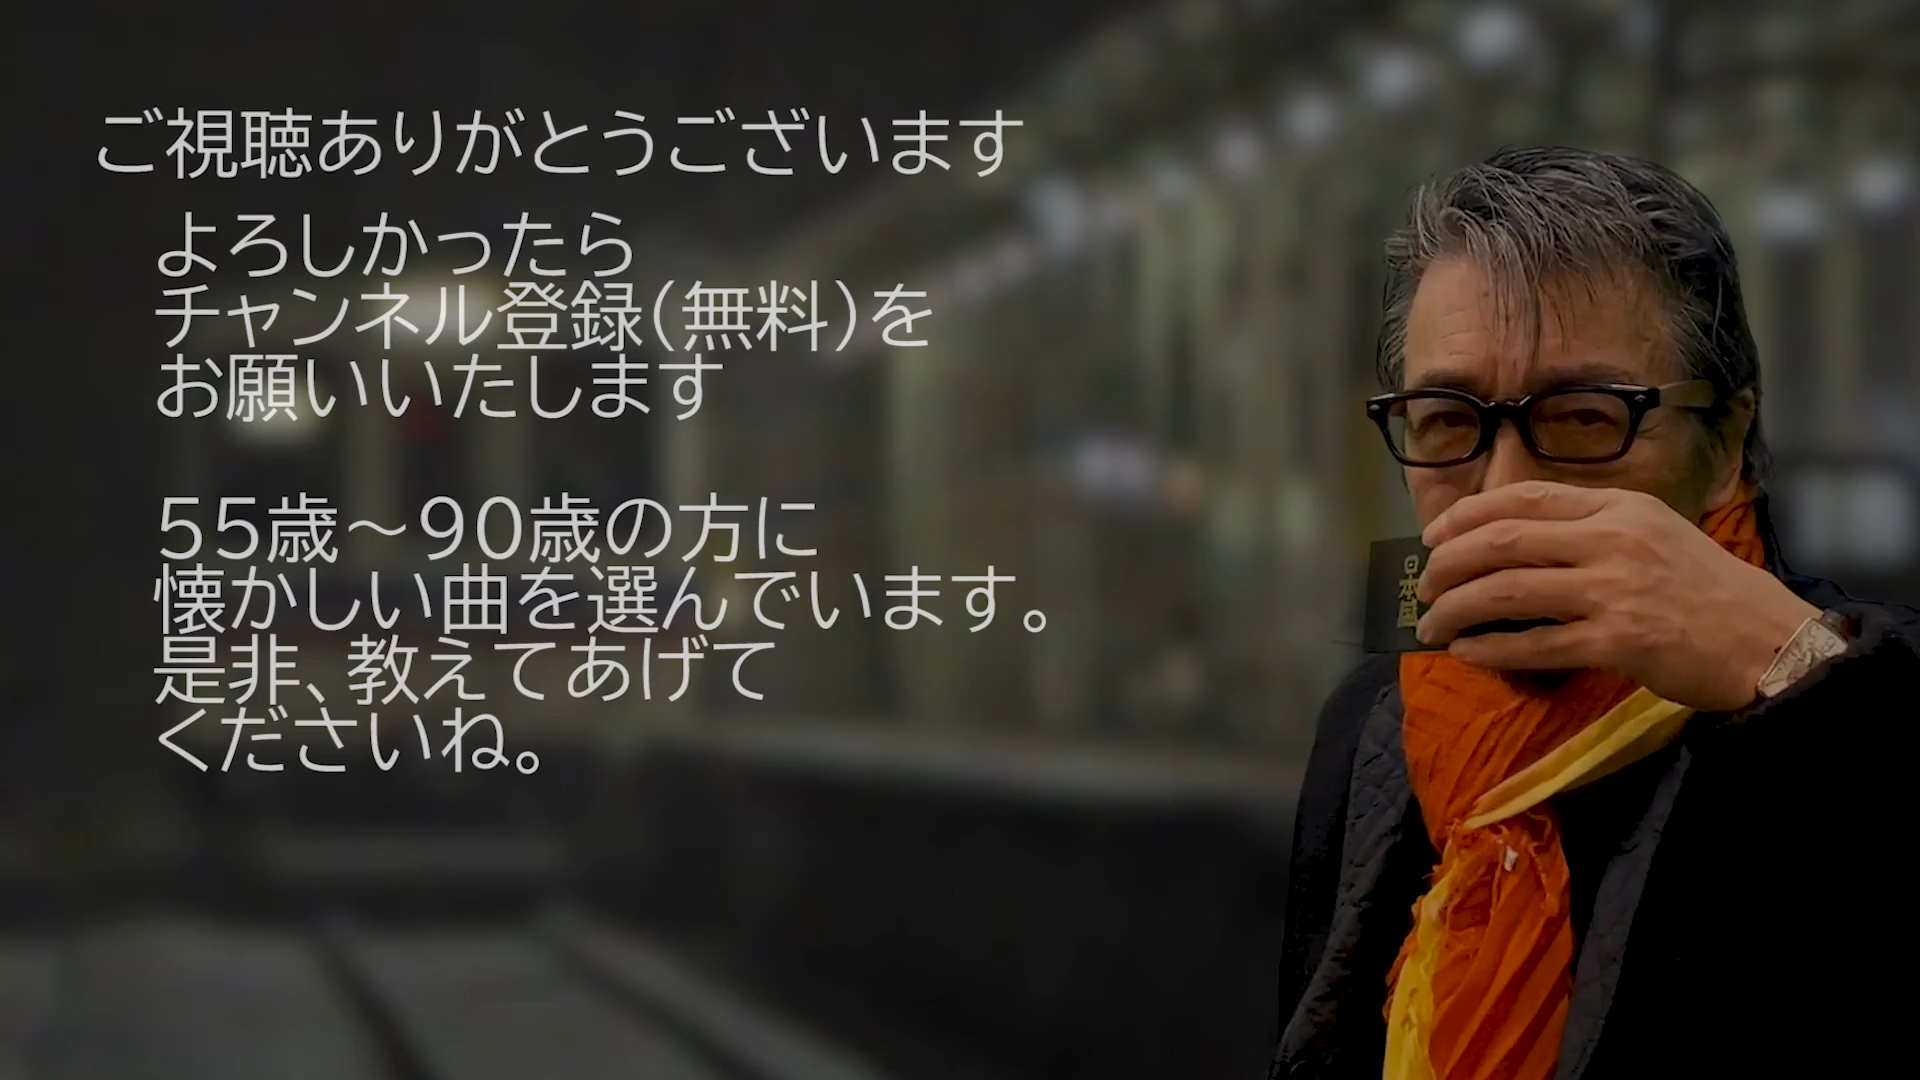 ご視聴ありがとうございます
よろしかったら
チャンネル登録(無料)を
お願いいたします
55歳～90歳の方に
懐かしい曲を選んでいます。
是非、教えてあげて
くださいね。
日本